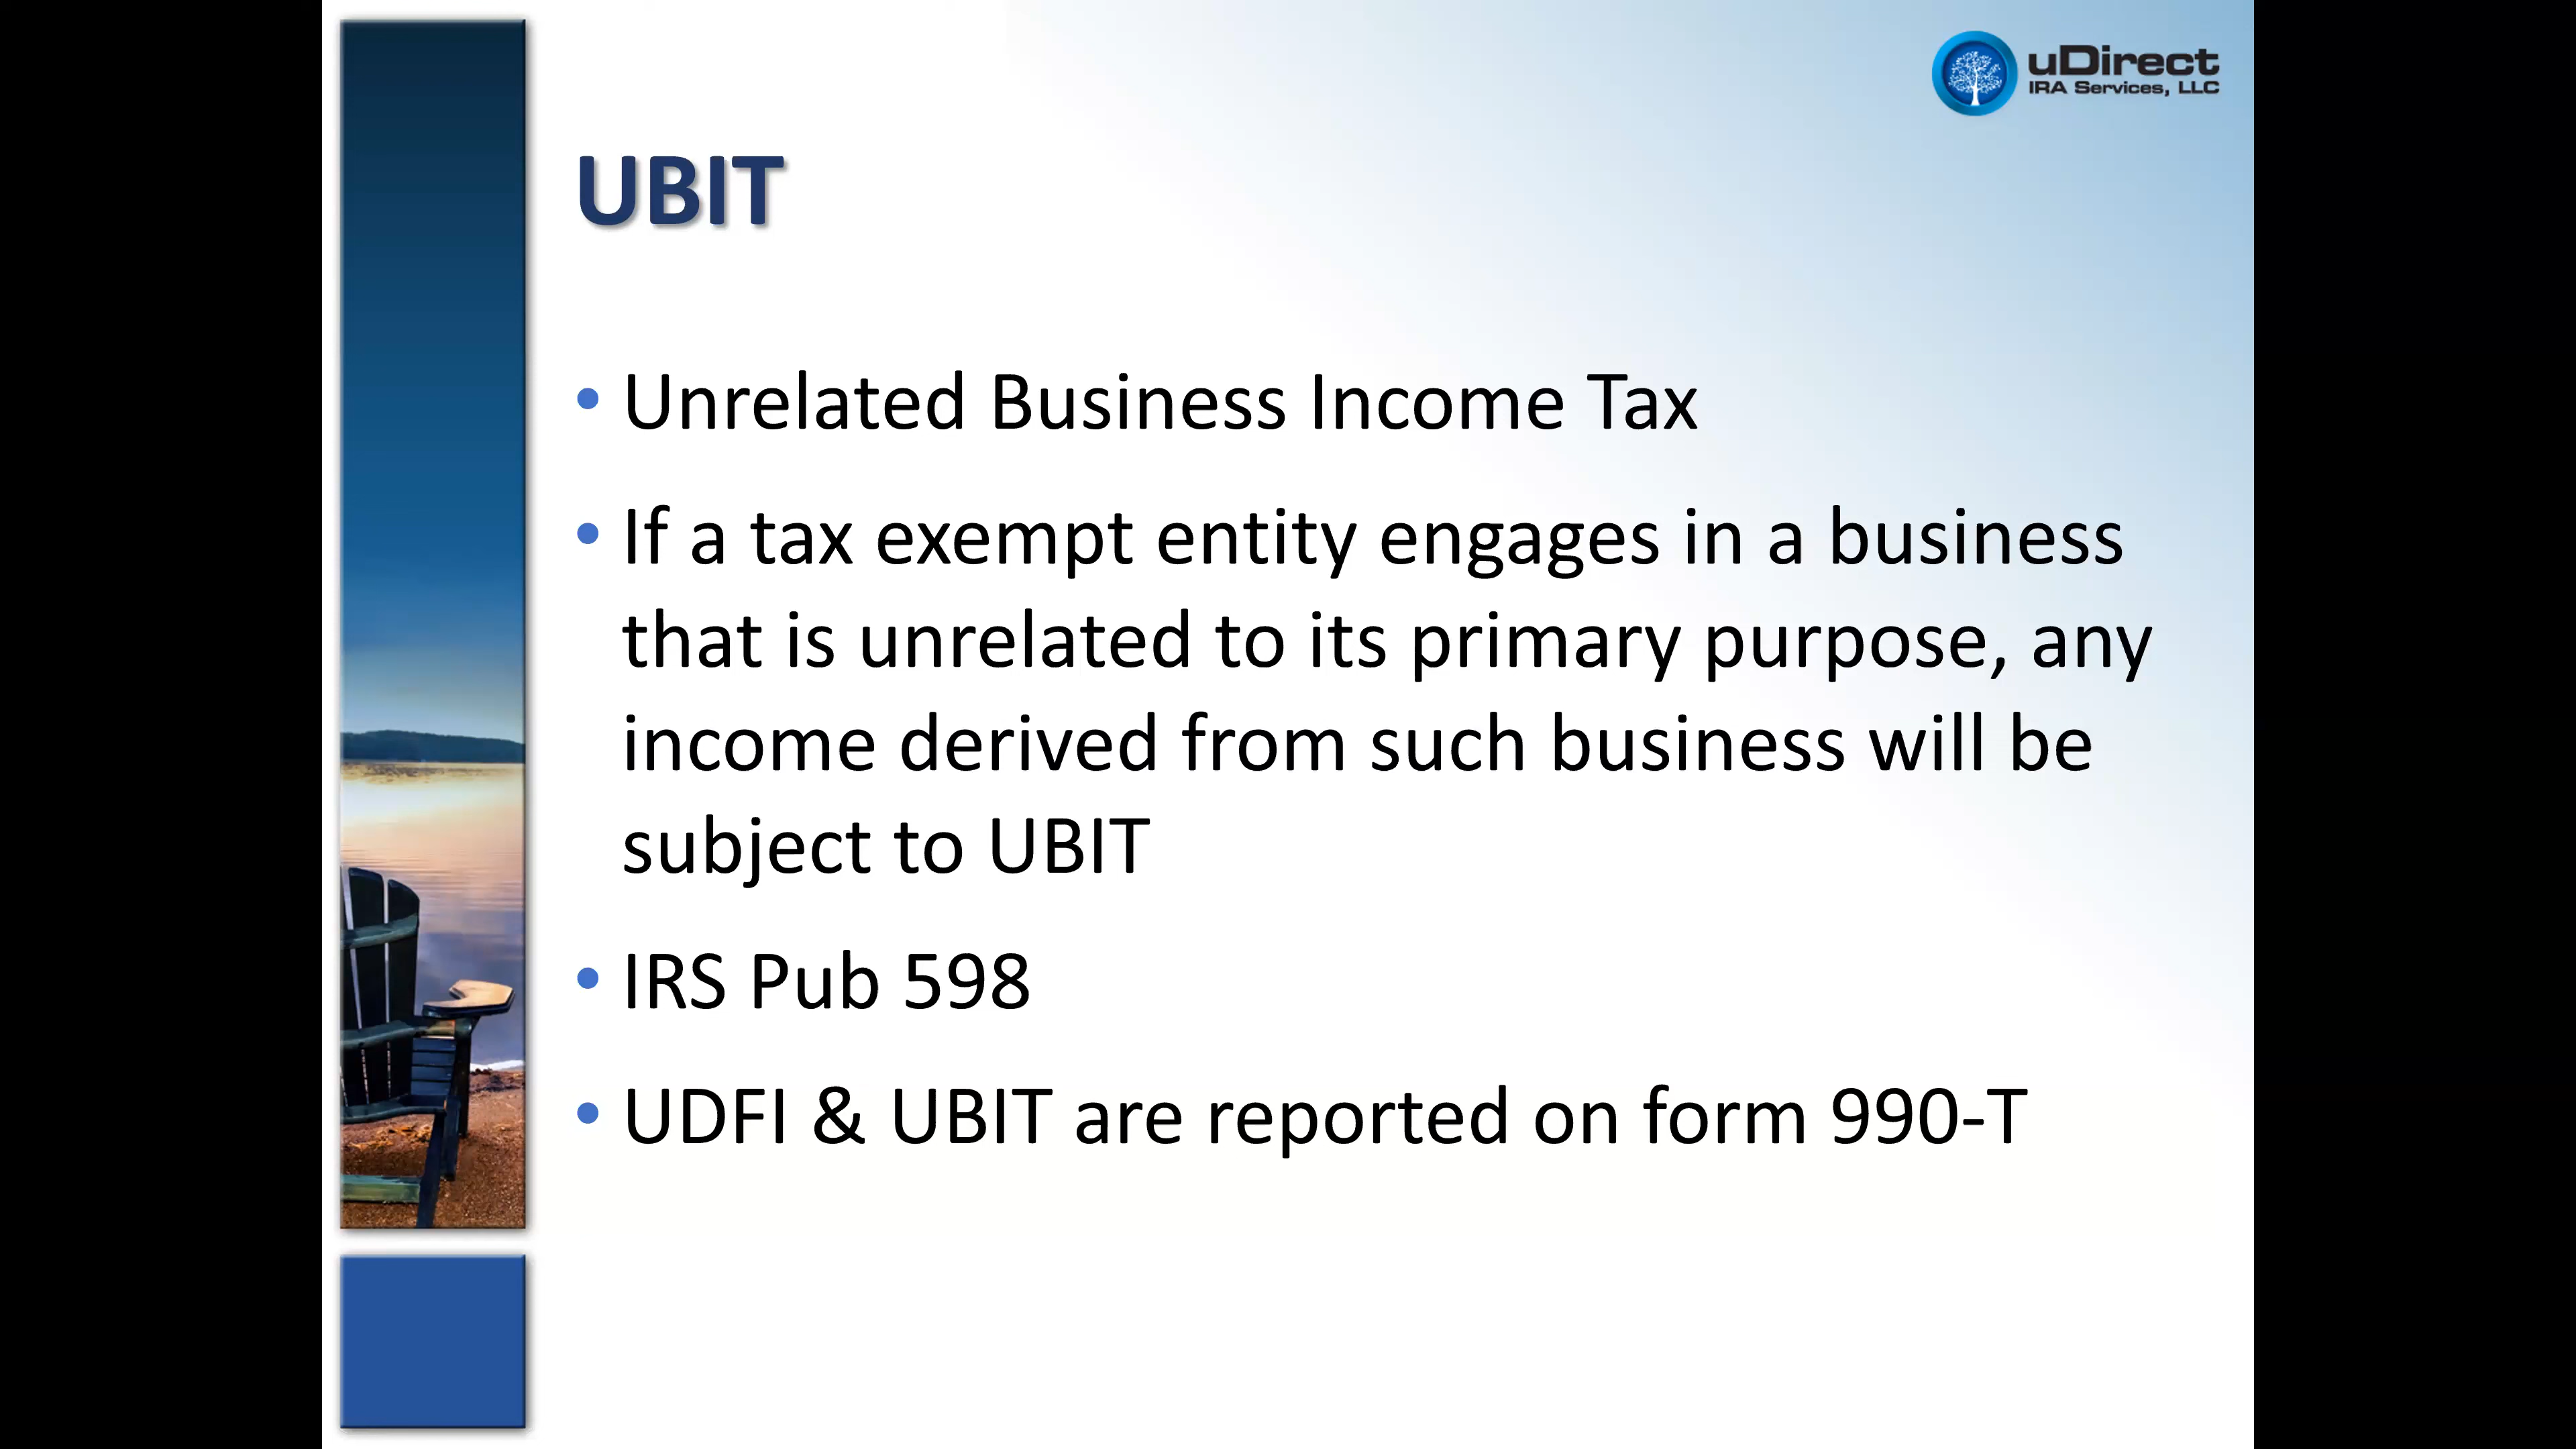 uDirect
IRA Services, LLC
UBIT
• Unrelated Business Income Tax
• If a tax exempt entity engages in a business
that is unrelated to its primary purpose, any
income derived from such business will be
subject to UBIT
• IRS Pub 598
• UDFI & UBIT are reported on form 990-T